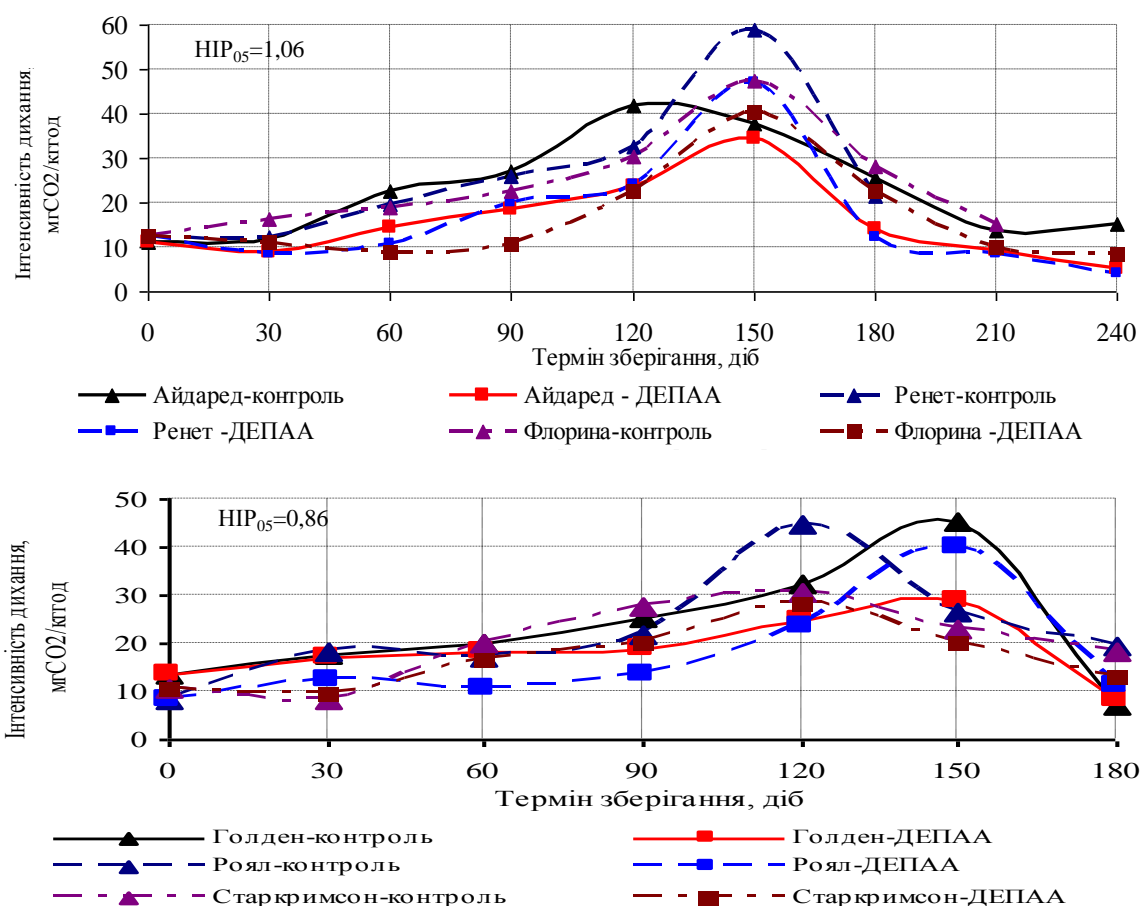 60
50
40
30
20
10
0
Інтенсивність дихання,
мгСО2/кггод
НІР05=1,06
0 30 60 90 120 150 180 210 240
Термін зберігання, діб
Айдаред-контроль Айдаред - ДЕПАА Ренет-контроль
Ренет -ДЕПАА Флорина-контроль Флорина -ДЕПАА
50
40
30
20
10
0
Інтенсивність дихання,
мгСО2/кггод
НІР05=0,86
0 30 60 90 120 150 180
Термін зберігання, діб
Голден-контроль Голден-ДЕПАА
Роял-контроль Роял-ДЕПАА
Старкримсон-контроль Старкримсон-ДЕПАА